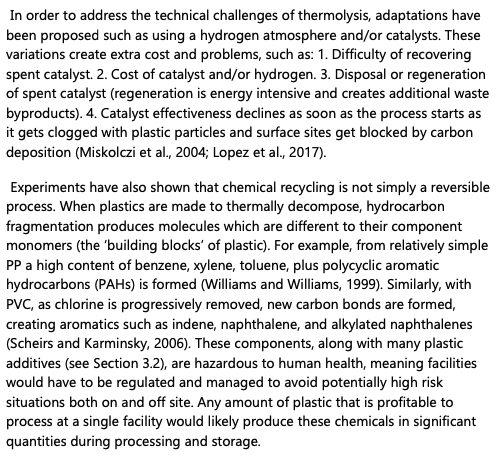 In order to address the technical challenges of thermolysis, adaptations have
been proposed such as using a hydrogen atmosphere and/or catalysts. These
variations create extra cost and problems, such as: 1. Difficulty of recovering
spent catalyst. 2. Cost of catalyst and/or hydrogen. 3. Disposal or regeneration
of spent catalyst (regeneration is energy intensive and creates additional waste
byproducts). 4. Catalyst effectiveness declines as soon as the process starts as
it gets clogged with plastic particles and surface sites get blocked by carbon
deposition (Miskolczi et al., 2004; Lopez et al., 2017).
Experiments have also shown that chemical recycling is not simply a reversible
process. When plastics are made to thermally decompose, hydrocarbon
fragmentation produces molecules which are different to their component
monomers (the ‘building blocks’ of plastic). For example, from relatively simple
PP a high content of benzene, xylene, toluene, plus polycyclic aromatic
hydrocarbons (PAHs) is formed (Williams and Williams, 1999). Similarly, with
PVC, as chlorine is progressively removed, new carbon bonds are formed,
creating aromatics such as indene, naphthalene, and alkylated naphthalenes
(Scheirs and Karminsky, 2006). These components, along with many plastic
additives (see Section 3.2), are hazardous to human health, meaning facilities
would have to be regulated and managed to avoid potentially high risk
situations both on and off site. Any amount of plastic that is profitable to
process at a single facility would likely produce these chemicals in significant
quantities during processing and storage.